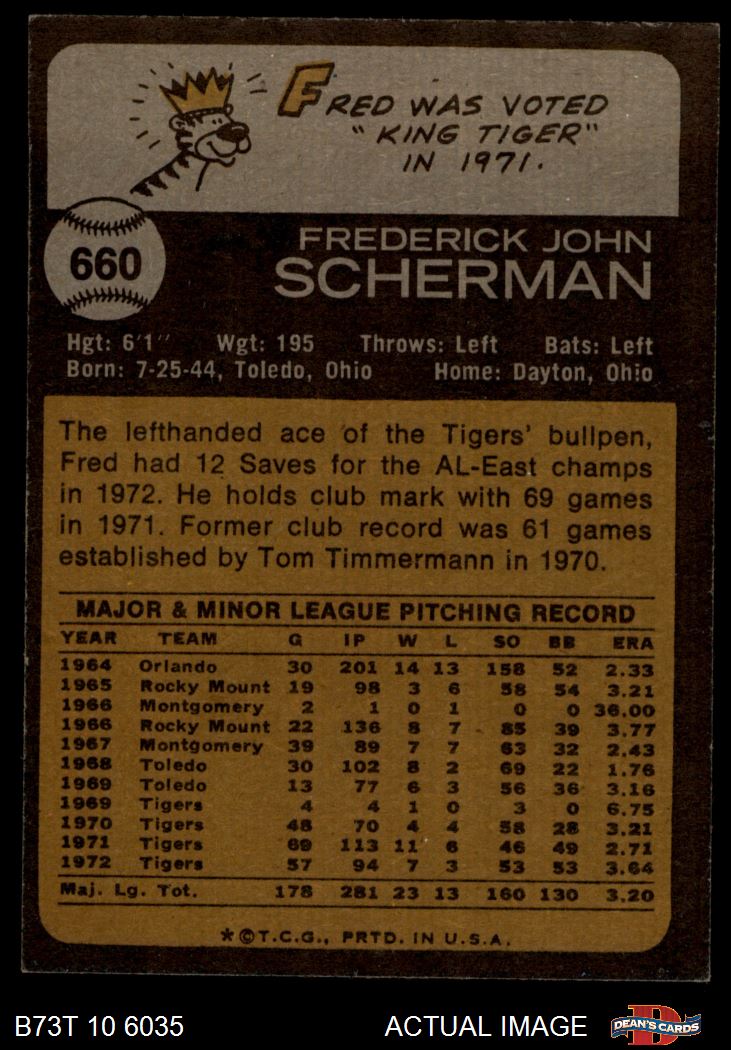 FRED WAS VOTED
"KING TIGER"
IN 1971.
660
FREDERICK JOHN
SCHERMAN
Hgt: 6'1" Wgt: 195 Throws: Left Bats: Left
Born: 7-25-44, Toledo, Ohio Home: Dayton, Ohio
The lefthanded ace of the Tigers' bullpen,
Fred had 12 Saves for the AL-East champs
in 1972. He holds club mark with 69 games
in 1971. Former club record was 61 games
established by Tom Timmermann in 1970.
MAJOR & MINOR LEAGUE PITCHING RECORD
YEAR TEAM G IP W L SO BB ERA
1964 Orlando 30 201 14 13 158 52 2.33
1965 Rocky Mount 19 98 3 6 58 54 3.21
1966 Montgomery 2 1 0 1 0 0 36.00
1966 Rocky Mount 22 136 8 7 85 39 3.77
1967 Montgomery 39 89 7 7 63 32 2.43
1968 Toledo 30 102 8 2 69 22 1.76
1969 Toledo 13 77 6 3 56 36 3.16
1969 Tigers 4 4 1 0 3 0 6.75
1970 Tigers 48 70 4 4 58 28 3.21
1971 Tigers 69 113 11 6 46 49 2.71
1972 Tigers 57 94 7 3 53 53 3.64
Maj. Lg. Tot. 178 281 23 13 160 130 3.20
*©T.C.G., PRTD. IN U.S.A.
B73T 10 6035 ACTUAL IMAGE D DEAN'S CARDS